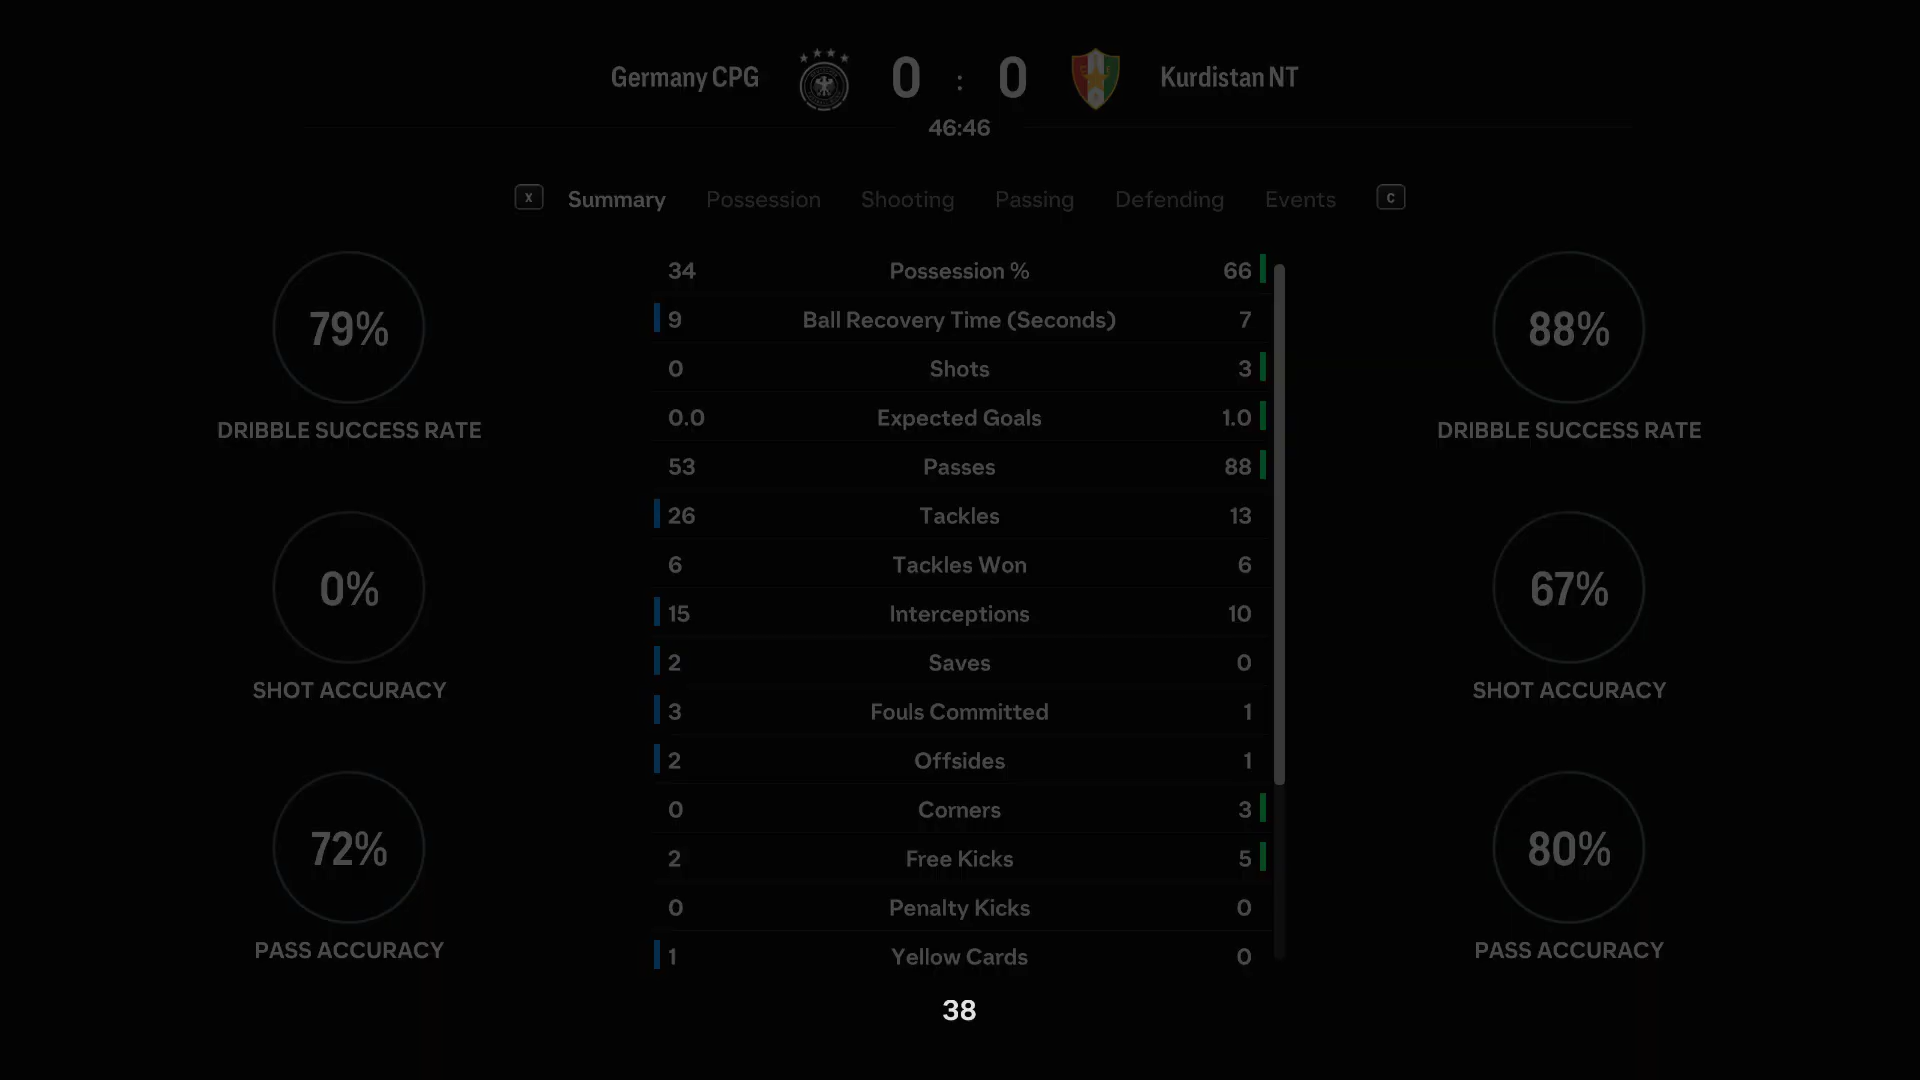 Germany CPG 0 : 0 Kurdistan NT
46:46
X Summary Possession Shooting Passing Defending Events C
34 Possession % 66
9 Ball Recovery Time (Seconds) 7
0 Shots 3
0.0 Expected Goals 1.0
53 Passes 88
26 Tackles 13
6 Tackles Won 6
15 Interceptions 10
2 Saves 0
3 Fouls Committed 1
2 Offsides 1
0 Corners 3
2 Free Kicks 5
0 Penalty Kicks 0
1 Yellow Cards 0
79%
DRIBBLE SUCCESS RATE
0%
SHOT ACCURACY
72%
PASS ACCURACY
88%
DRIBBLE SUCCESS RATE
67%
SHOT ACCURACY
80%
PASS ACCURACY
38